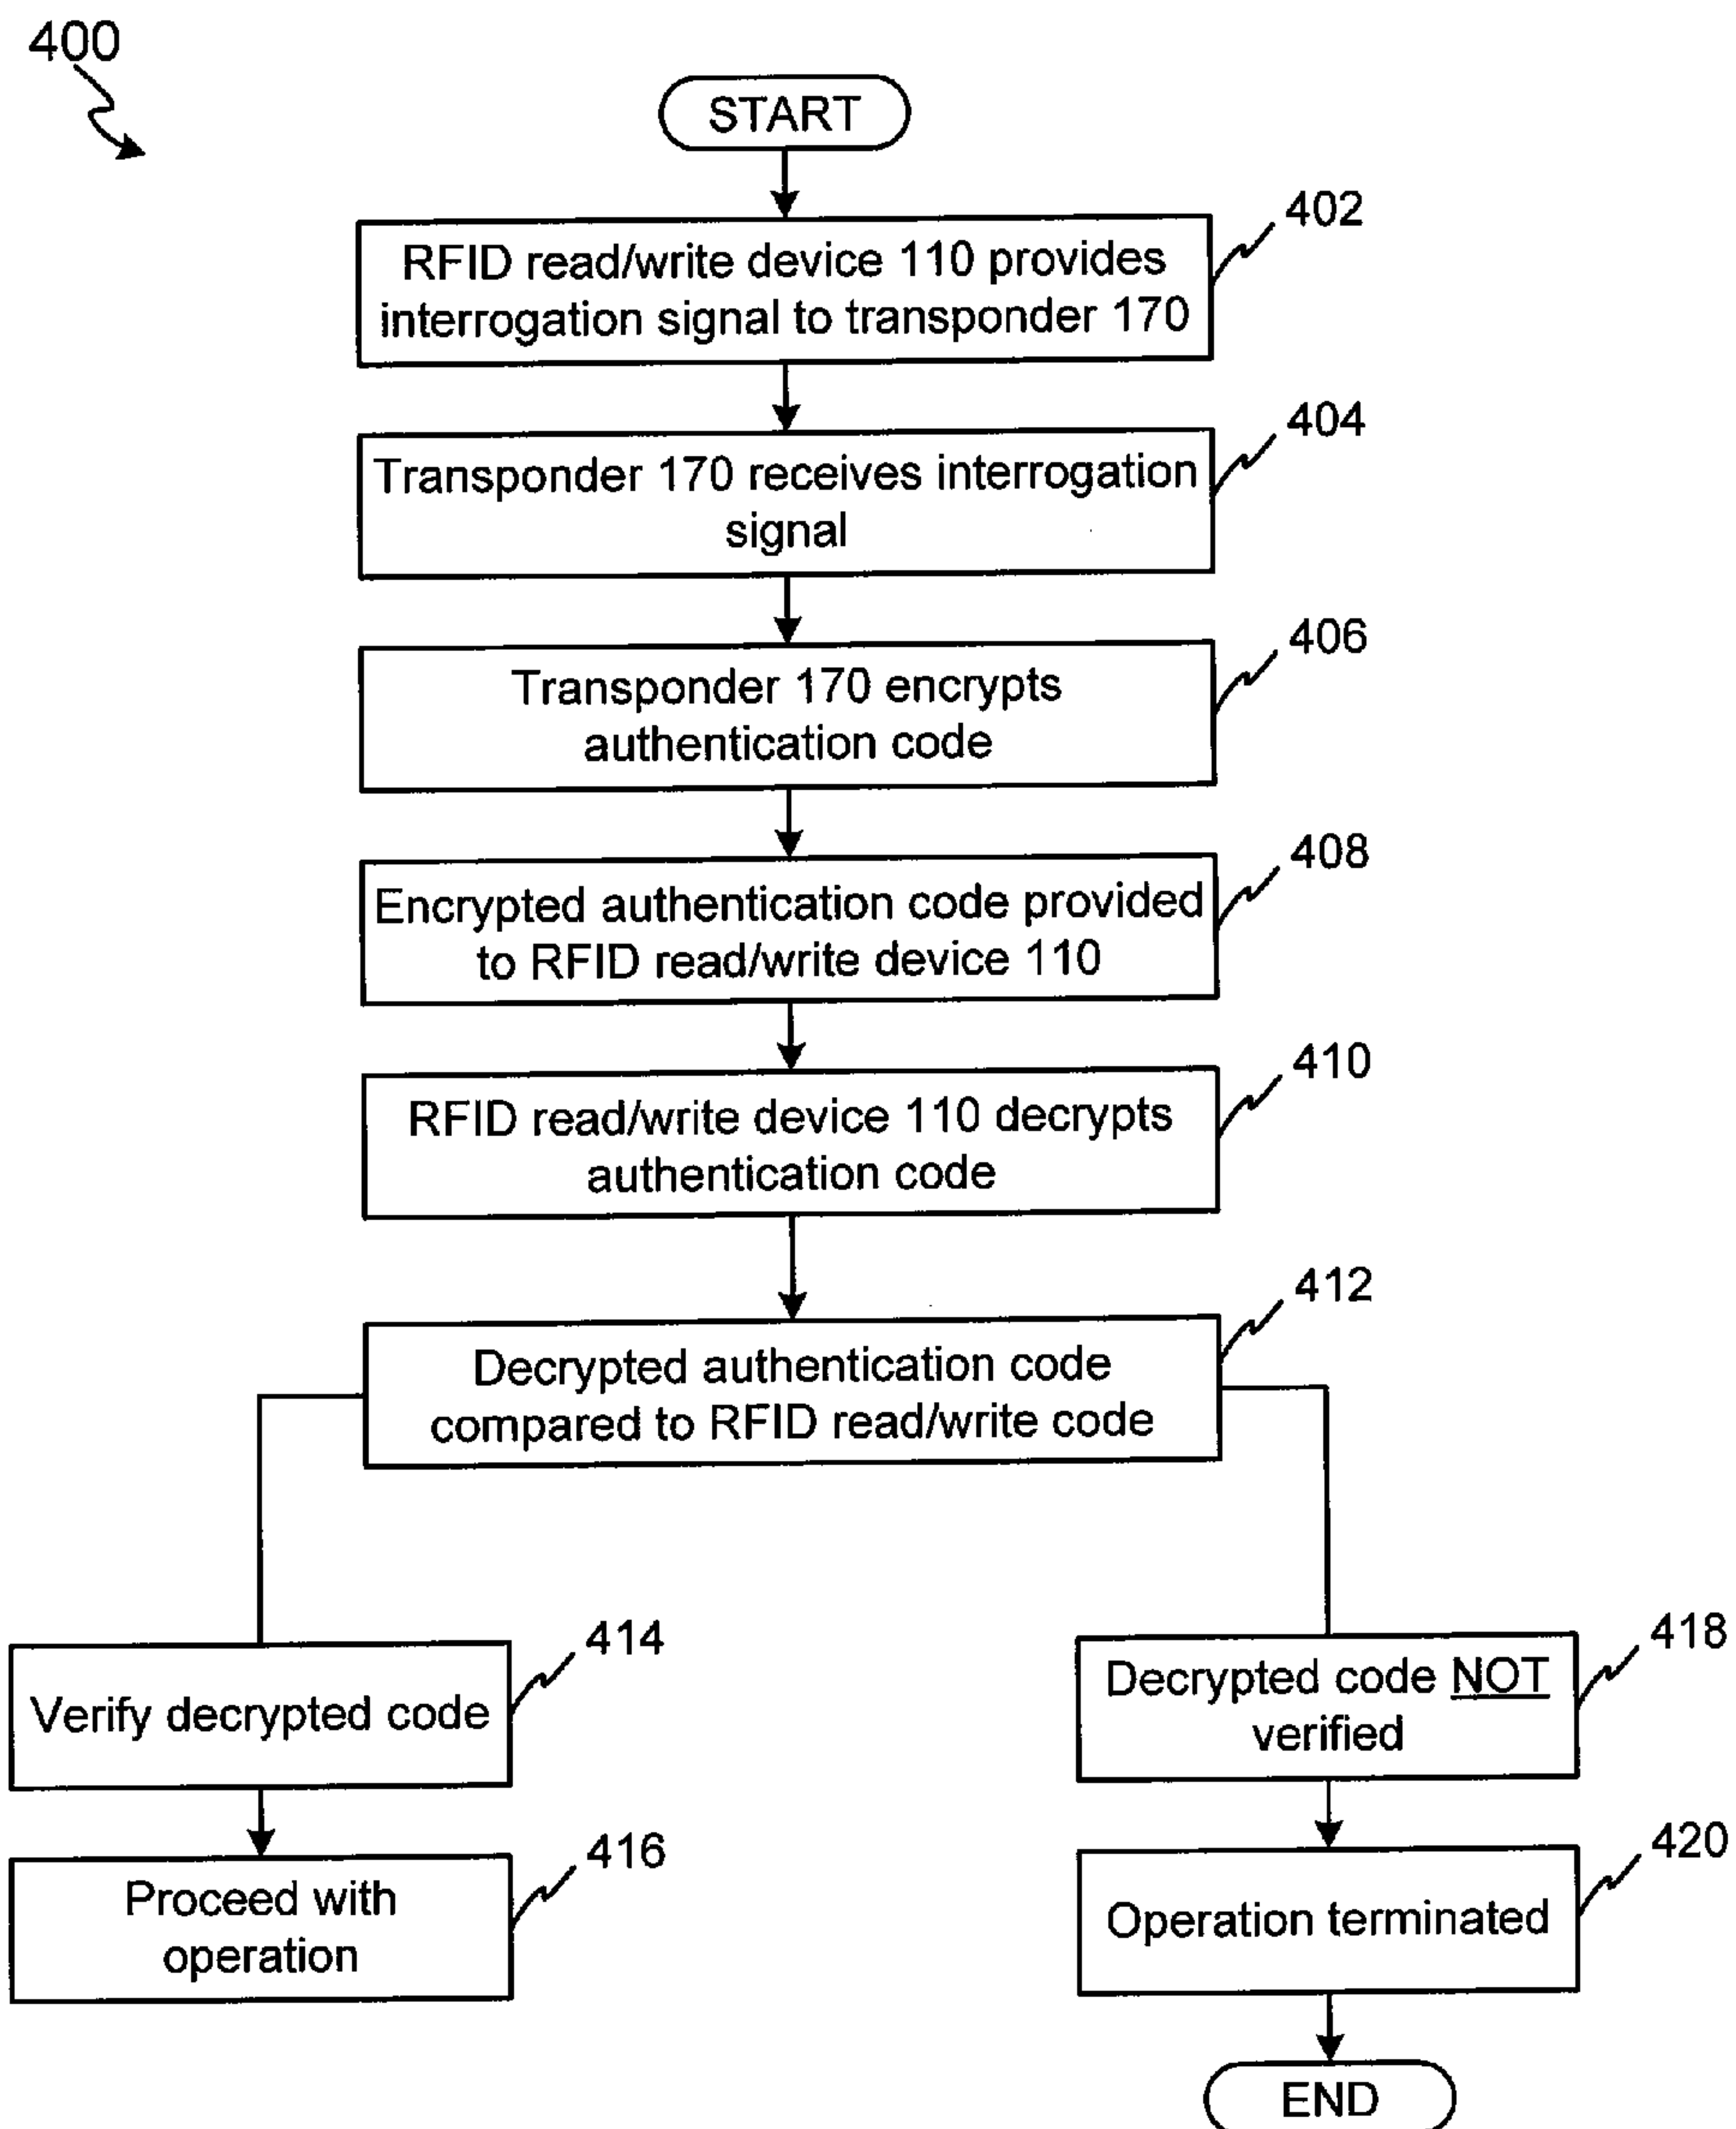 400
START
402
RFID read/write device 110 provides
interrogation signal to transponder 170
404
Transponder 170 receives interrogation
signal
406
Transponder 170 encrypts
authentication code
408
Encrypted authentication code provided
to RFID read/write device 110
410
RFID read/write device 110 decrypts
authentication code
412
Decrypted authentication code
compared to RFID read/write code
414
Verify decrypted code
416
Proceed with
operation
418
Decrypted code NOT
verified
420
Operation terminated
END